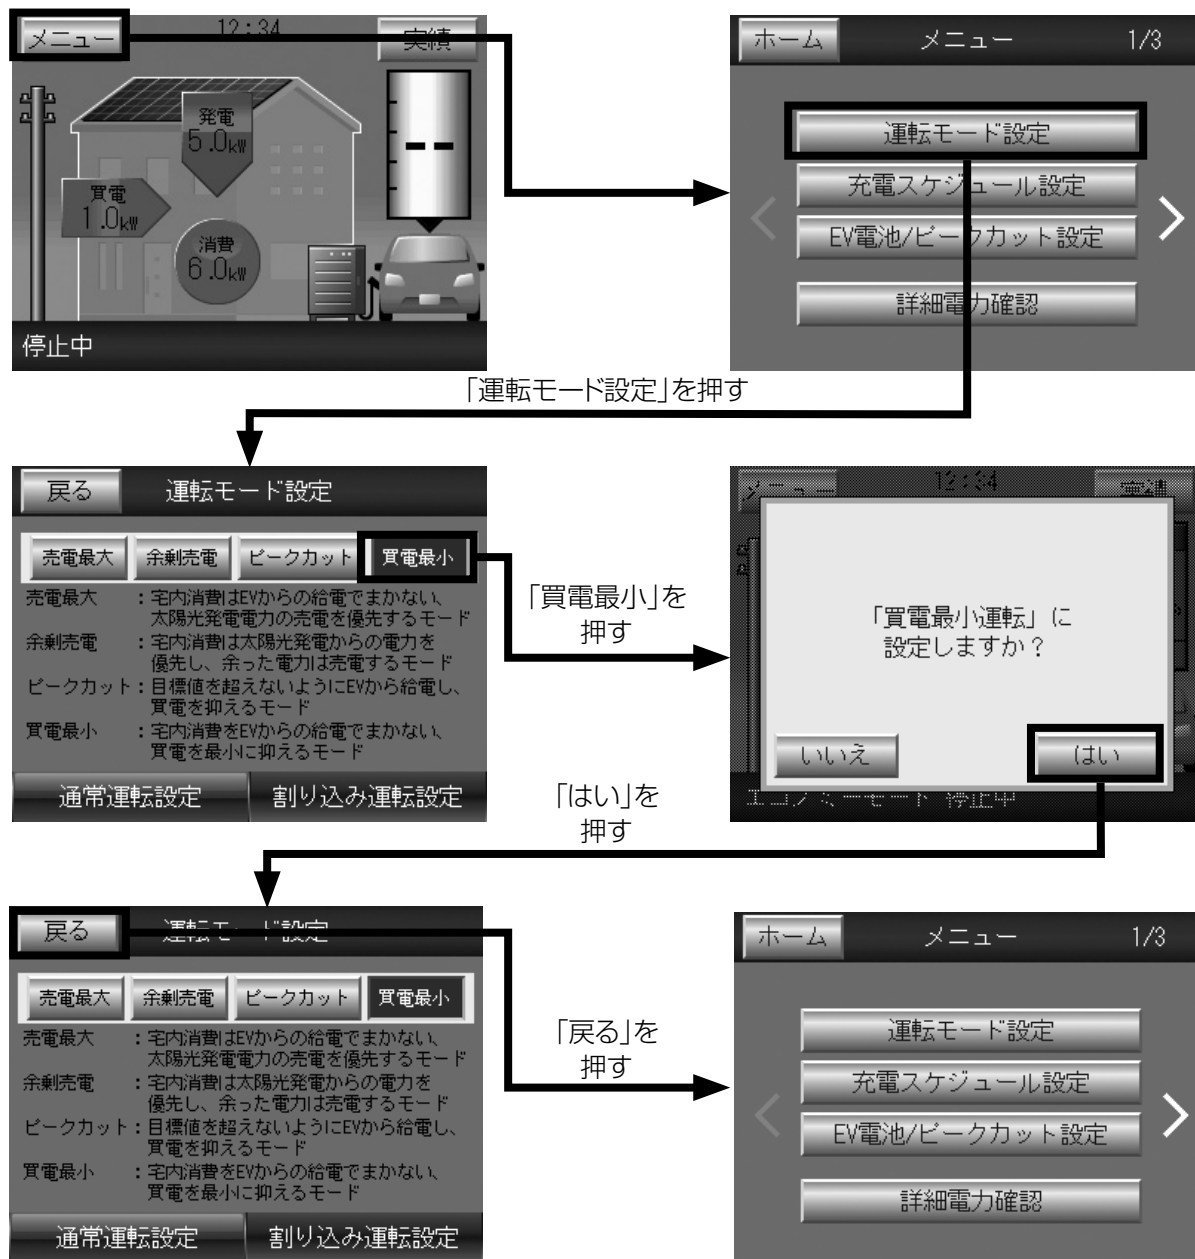 メニュー
12:34
実績
発電
5.0kW
買電
1.0kW
消費
6.0kW
停止中
ホーム
メニュー
1/3
運転モード設定
充電スケジュール設定
EV電池/ピークカット設定
詳細電力確認
「運転モード設定」を押す
戻る
運転モード設定
売電最大
余剰売電
ピークカット
買電最小
売電最大 :宅内消費はEVからの給電でまかない、
太陽光発電電力の売電を優先するモード
余剰売電 :宅内消費は太陽光発電からの電力を
優先し、余った電力は売電するモード
ピークカット:目標値を超えないようにEVから給電し、
買電を抑えるモード
買電最小 :宅内消費をEVからの給電でまかない、
買電を最小に抑えるモード
通常運転設定
割り込み運転設定
「買電最小」を
押す
メニュー
12:34
実績
「買電最小運転」に
設定しますか?
いいえ
はい
エコノミーモード 停止中
「はい」を
押す
戻る
運転モード設定
売電最大
余剰売電
ピークカット
買電最小
売電最大 :宅内消費はEVからの給電でまかない、
太陽光発電電力の売電を優先するモード
余剰売電 :宅内消費は太陽光発電からの電力を
優先し、余った電力は売電するモード
ピークカット:目標値を超えないようにEVから給電し、
買電を抑えるモード
買電最小 :宅内消費をEVからの給電でまかない、
買電を最小に抑えるモード
通常運転設定
割り込み運転設定
「戻る」を
押す
ホーム
メニュー
1/3
運転モード設定
充電スケジュール設定
EV電池/ピークカット設定
詳細電力確認